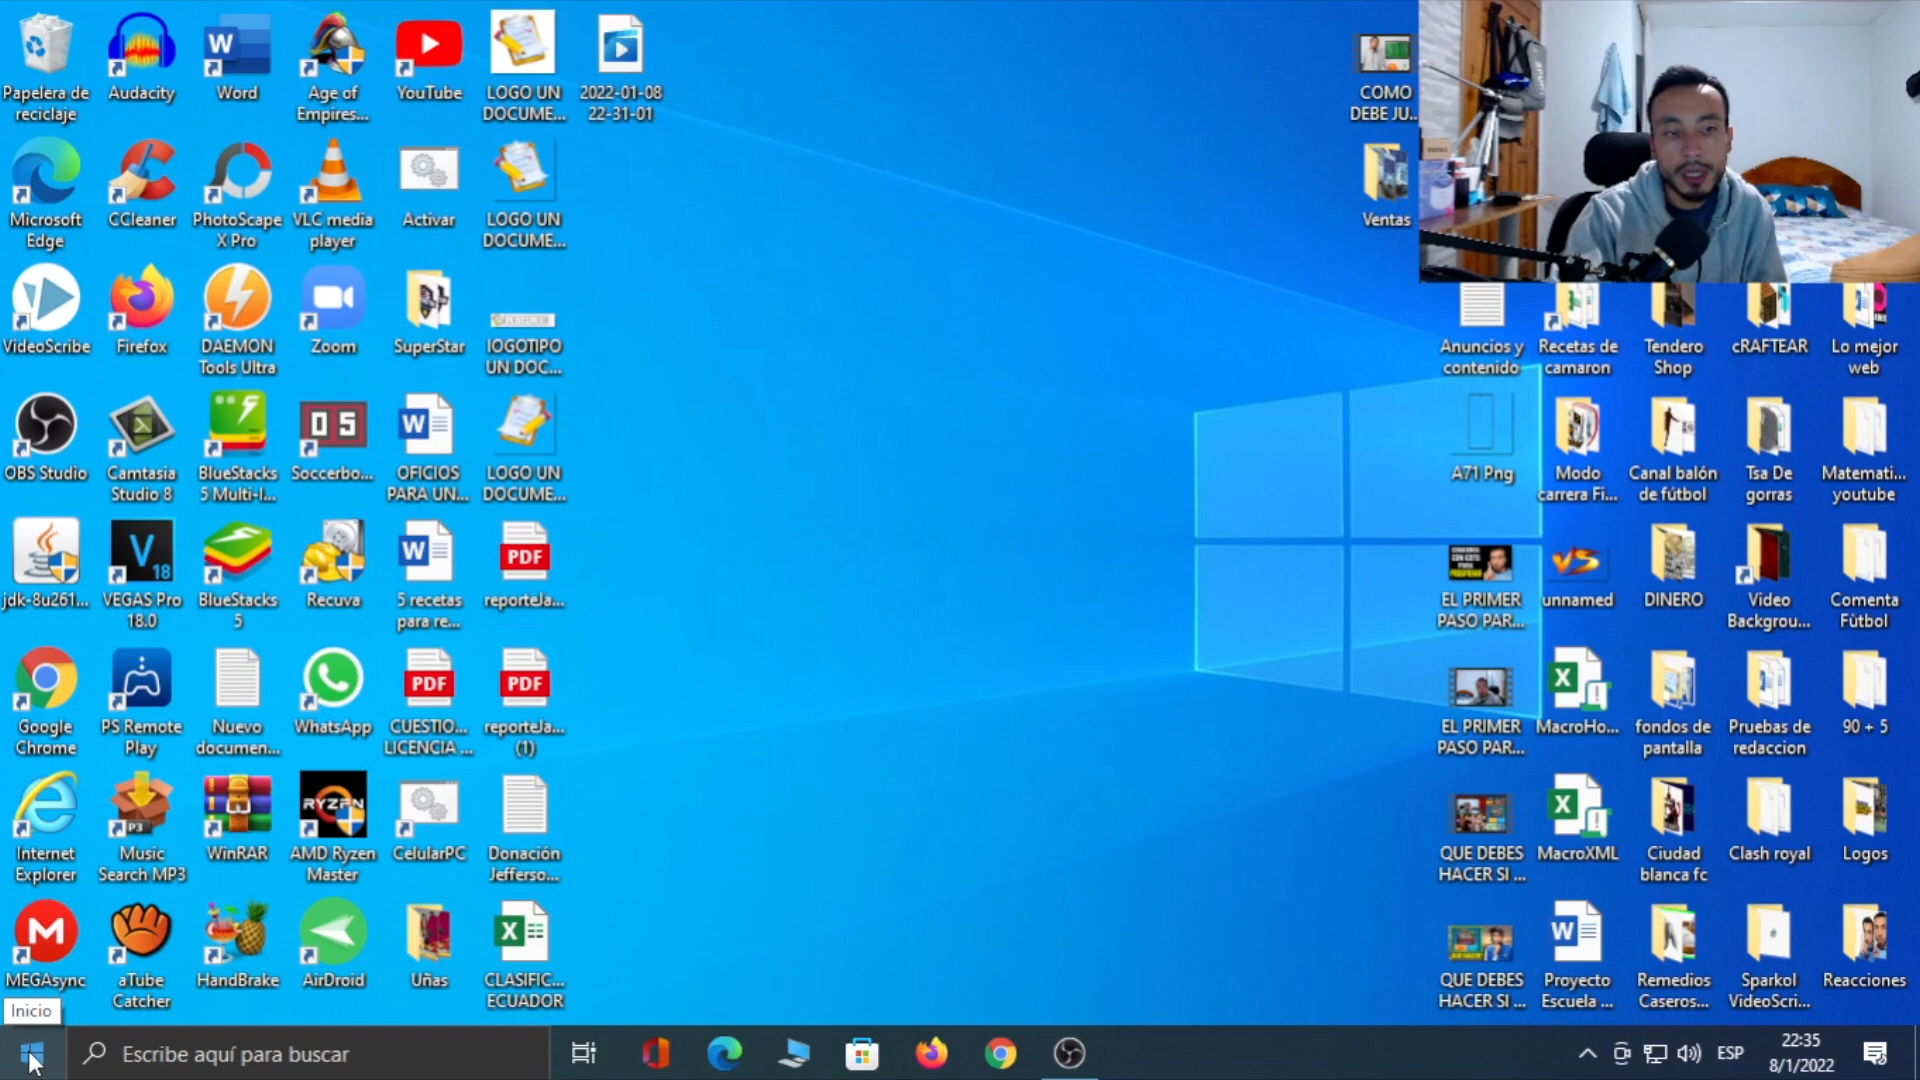 Papelera de
reciclaje
Audacity
Word
Age of
Empires...
YouTube
LOGO UN
DOCUME...
2022-01-08
22-31-01
COMO
DEBE JU...
Microsoft
Edge
CCleaner
PhotoScape
X Pro
VLC media
player
Activar
LOGO UN
DOCUME...
Ventas
VideoScribe
Firefox
DAEMON
Tools Ultra
Zoom
SuperStar
lOGOTIPO
UN DOC...
Anuncios y
contenido
Recetas de
camaron
Tendero
Shop
cRAFTEAR
Lo mejor
web
OBS Studio
Camtasia
Studio 8
BlueStacks
5 Multi-I...
05
Soccerbo...
OFICIOS
PARA UN...
LOGO UN
DOCUME...
A71 Png
Modo
carrera Fi...
Canal balón
de fútbol
Tsa De
gorras
Matemati...
youtube
jdk-8u261...
V 18
VEGAS Pro
18.0
BlueStacks
5
Recuva
5 recetas
para re...
PDF
reporteJa...
EL PRIMER
PASO PAR...
VS
unnamed
DINERO
Video
Backgrou...
Comenta
Fùtbol
Google
Chrome
PS Remote
Play
Nuevo
documen...
WhatsApp
PDF
CUESTIO...
LICENCIA ...
PDF
reporteJa...
(1)
EL PRIMER
PASO PAR...
MacroHo...
fondos de
pantalla
Pruebas de
redaccion
90 + 5
Internet
Explorer
P3
Music
Search MP3
WinRAR
RYZEN
AMD Ryzen
Master
CelularPC
Donación
Jefferso...
QUE DEBES
HACER SI ...
MacroXML
Ciudad
blanca fc
Clash royal
Logos
MEGAsync
aTube
Catcher
HandBrake
AirDroid
Uñas
CLASIFIC...
ECUADOR
QUE DEBES
HACER SI ...
Proyecto
Escuela ...
Remedios
Caseros...
Sparkol
VideoScri...
Reacciones
Inicio
Escribe aquí para buscar
ESP
22:35
8/1/2022